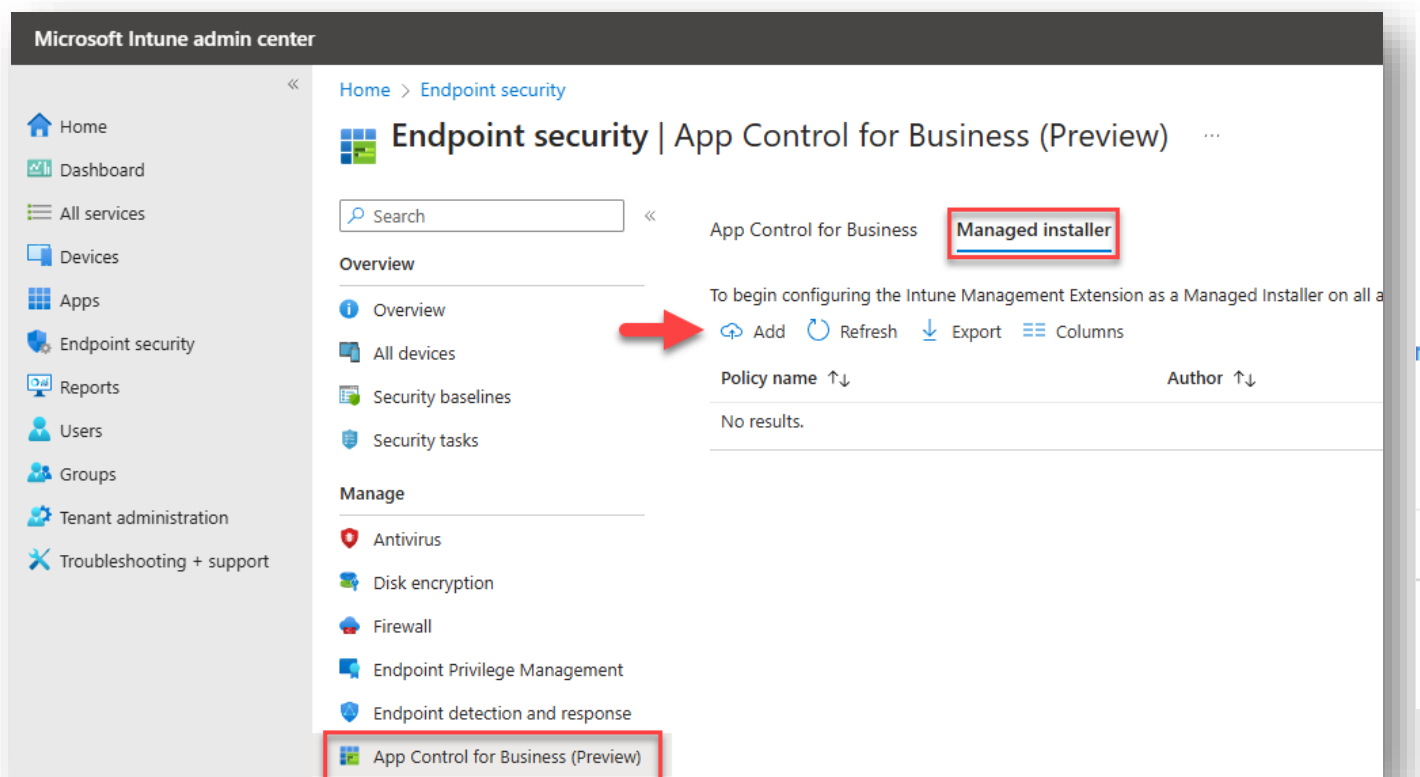 Microsoft Intune admin center
Home
Dashboard
All services
Devices
Apps
Endpoint security
Reports
Users
Groups
Tenant administration
Troubleshooting + support
Home > Endpoint security
Endpoint security | App Control for Business (Preview) ...
Search
Overview
Overview
All devices
Security baselines
Security tasks
Manage
Antivirus
Disk encryption
Firewall
Endpoint Privilege Management
Endpoint detection and response
App Control for Business (Preview)
App Control for Business Managed installer
To begin configuring the Intune Management Extension as a Managed Installer on all a
Add Refresh Export Columns
Policy name ↑↓ Author ↑↓
No results.